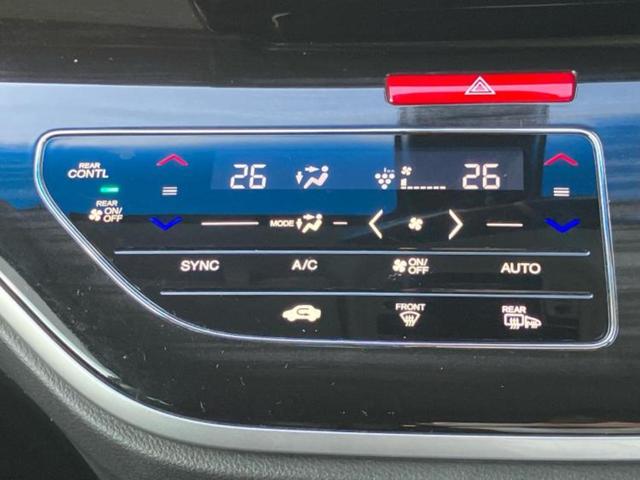 REAR
CONTL
26
26
REAR
ON/
OFF
MODE
SYNC
A/C
ON/
OFF
AUTO
FRONT
REAR